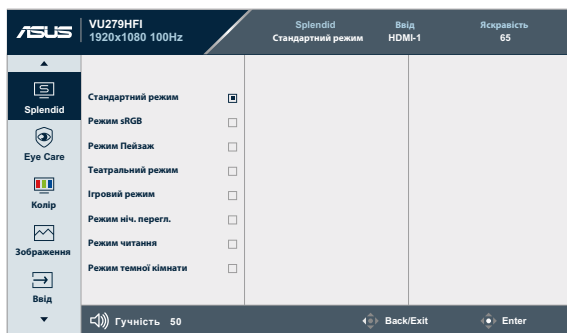 ASUS
VU279HFI
1920x1080 100Hz
Splendid
Стандартний режим
Ввід
HDMI-1
Яскравість
65
Splendid
Eye Care
Колір
Зображення
Ввід
Стандартний режим
Режим sRGB
Режим Пейзаж
Театральний режим
Ігровий режим
Режим ніч. перегл.
Режим читання
Режим темної кімнати
Гучність 50
Back/Exit
Enter